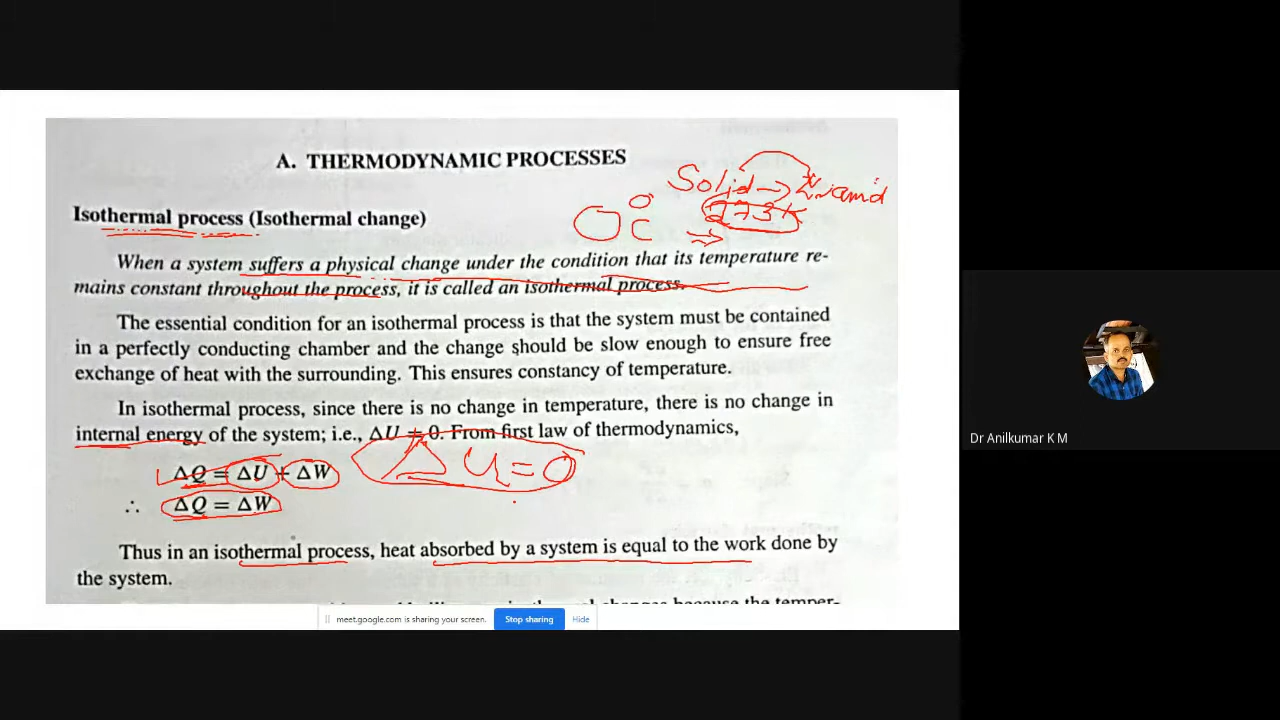 A. THERMODYNAMIC PROCESSES
Solid → Liquid
0°C ⇒ 273K
Isothermal process (Isothermal change)
When a system suffers a physical change under the condition that its temperature re-
mains constant throughout the process, it is called an isothermal process.
The essential condition for an isothermal process is that the system must be contained
in a perfectly conducting chamber and the change should be slow enough to ensure free
exchange of heat with the surrounding. This ensures constancy of temperature.
In isothermal process, since there is no change in temperature, there is no change in
internal energy of the system; i.e., ΔU = 0. From first law of thermodynamics,
ΔQ = ΔU + ΔW
ΔU=0
∴ ΔQ = ΔW
Thus in an isothermal process, heat absorbed by a system is equal to the work done by
the system.
because the temper-
meet.google.com is sharing your screen.
Stop sharing
Hide
Dr Anilkumar K M